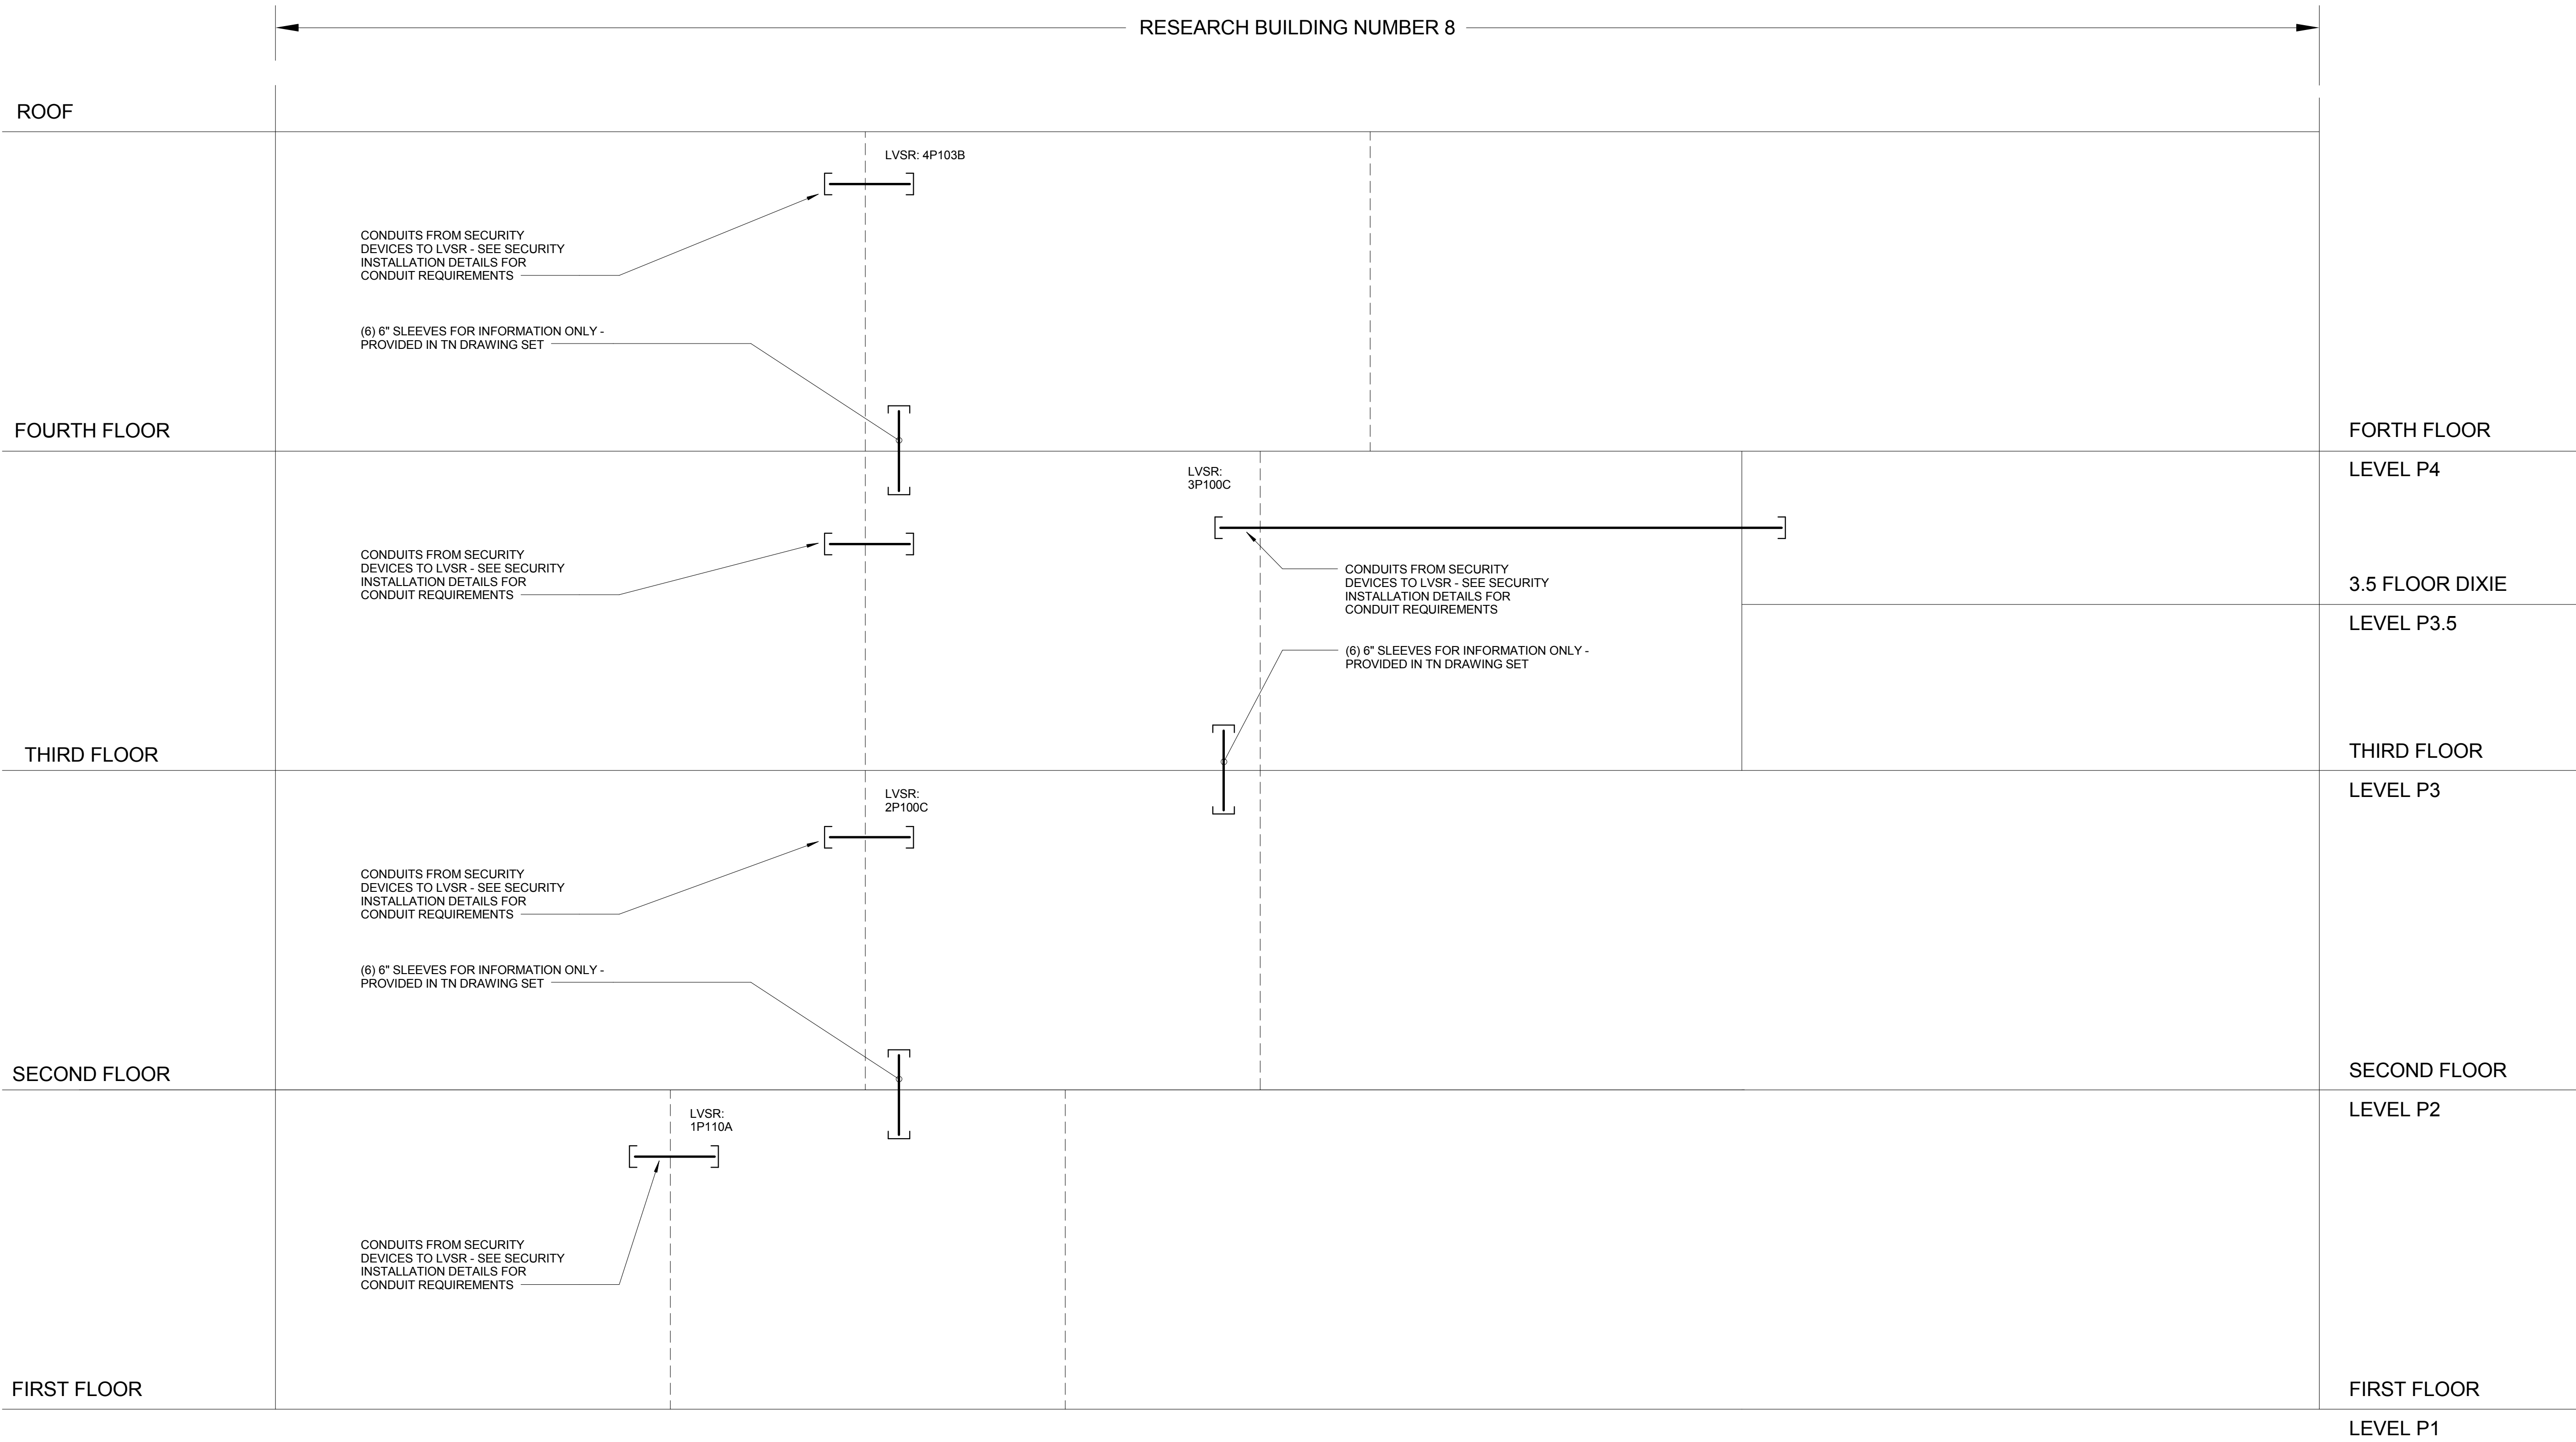 RESEARCH BUILDING NUMBER 8
ROOF
LVSR: 4P103B
CONDUITS FROM SECURITY
DEVICES TO LVSR - SEE SECURITY
INSTALLATION DETAILS FOR
CONDUIT REQUIREMENTS
(6) 6" SLEEVES FOR INFORMATION ONLY -
PROVIDED IN TN DRAWING SET
FOURTH FLOOR
FORTH FLOOR
LEVEL P4
LVSR:
3P100C
CONDUITS FROM SECURITY
DEVICES TO LVSR - SEE SECURITY
INSTALLATION DETAILS FOR
CONDUIT REQUIREMENTS
CONDUITS FROM SECURITY
DEVICES TO LVSR - SEE SECURITY
INSTALLATION DETAILS FOR
CONDUIT REQUIREMENTS
3.5 FLOOR DIXIE
LEVEL P3.5
(6) 6" SLEEVES FOR INFORMATION ONLY -
PROVIDED IN TN DRAWING SET
THIRD FLOOR
THIRD FLOOR
LEVEL P3
LVSR:
2P100C
CONDUITS FROM SECURITY
DEVICES TO LVSR - SEE SECURITY
INSTALLATION DETAILS FOR
CONDUIT REQUIREMENTS
(6) 6" SLEEVES FOR INFORMATION ONLY -
PROVIDED IN TN DRAWING SET
SECOND FLOOR
SECOND FLOOR
LEVEL P2
LVSR:
1P110A
CONDUITS FROM SECURITY
DEVICES TO LVSR - SEE SECURITY
INSTALLATION DETAILS FOR
CONDUIT REQUIREMENTS
FIRST FLOOR
FIRST FLOOR
LEVEL P1